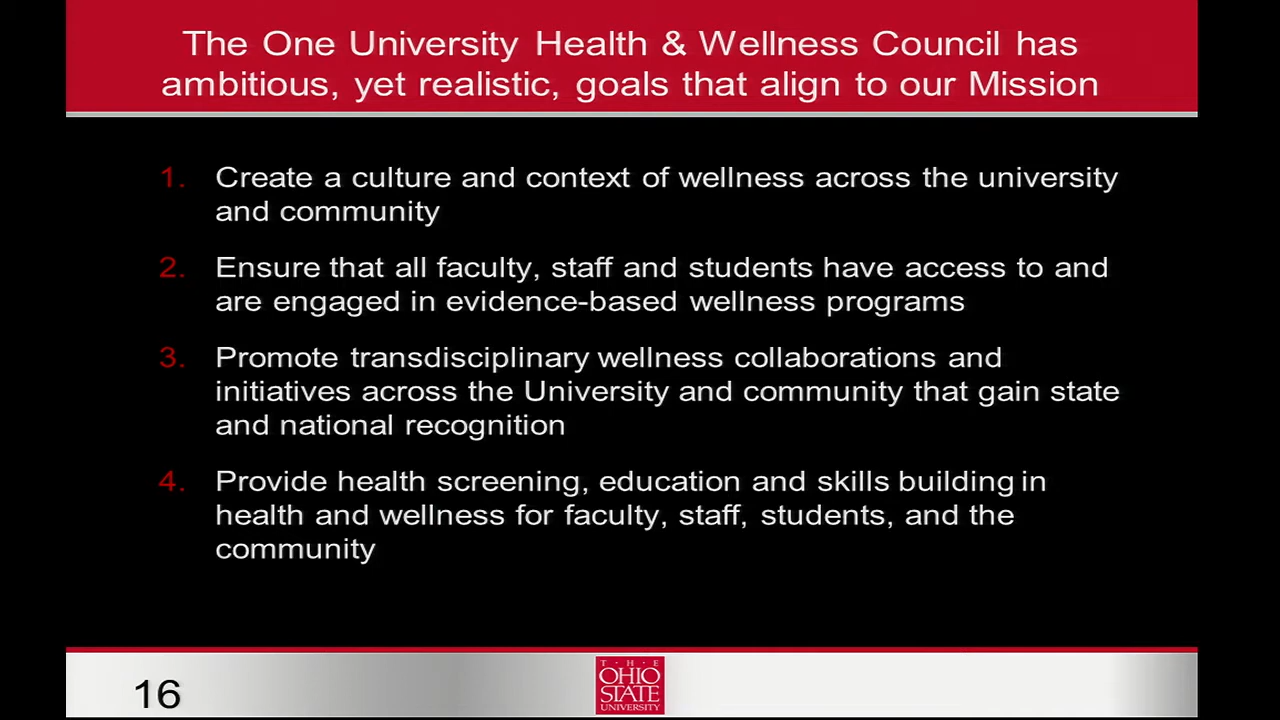 The One University Health & Wellness Council has
ambitious, yet realistic, goals that align to our Mission
1. Create a culture and context of wellness across the university
and community
2. Ensure that all faculty, staff and students have access to and
are engaged in evidence-based wellness programs
3. Promote transdisciplinary wellness collaborations and
initiatives across the University and community that gain state
and national recognition
4. Provide health screening, education and skills building in
health and wellness for faculty, staff, students, and the
community
16
T·H·E
OHIO
STATE
UNIVERSITY